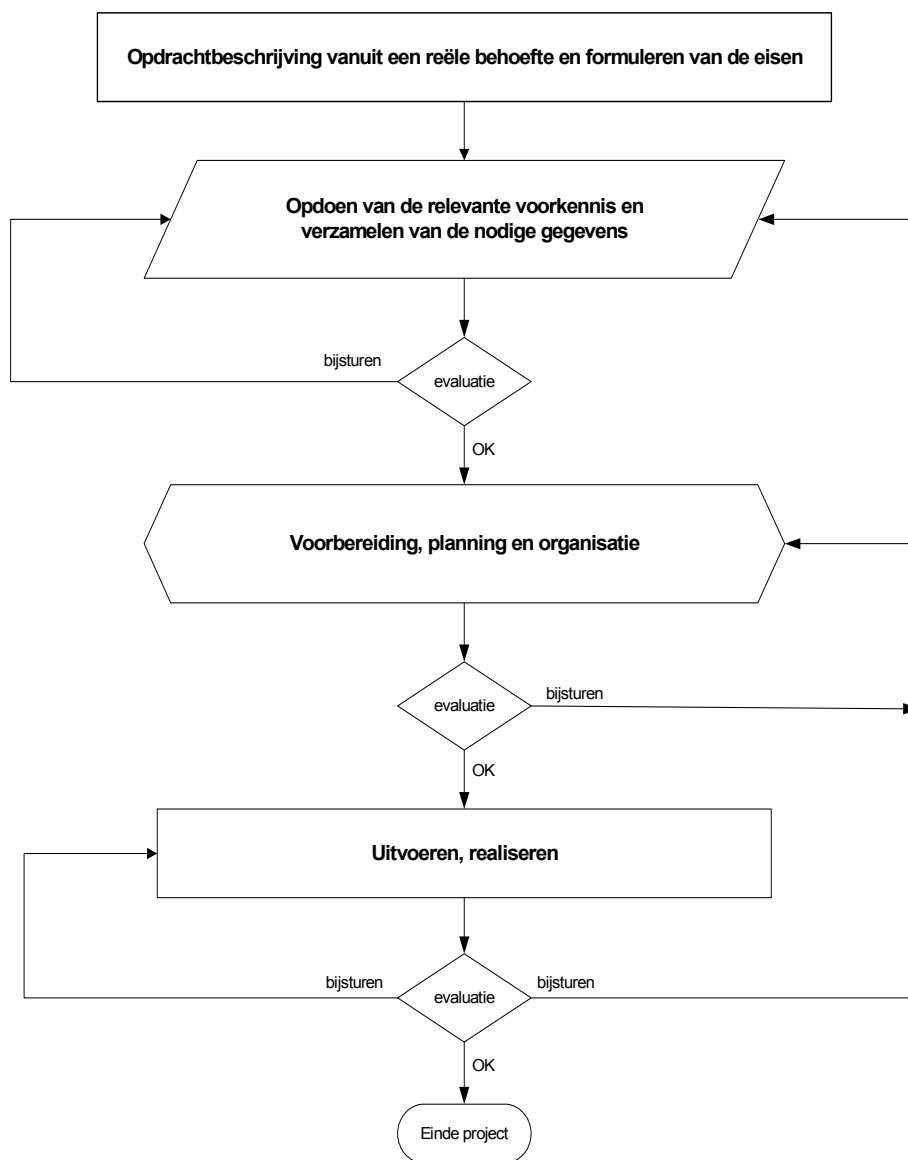 Opdrachtbeschrijving vanuit een reële behoefte en formuleren van de eisen
Opdoen van de relevante voorkennis en
verzamelen van de nodige gegevens
bijsturen
evaluatie
OK
Voorbereiding, planning en organisatie
evaluatie
bijsturen
OK
Uitvoeren, realiseren
bijsturen
evaluatie
bijsturen
OK
Einde project